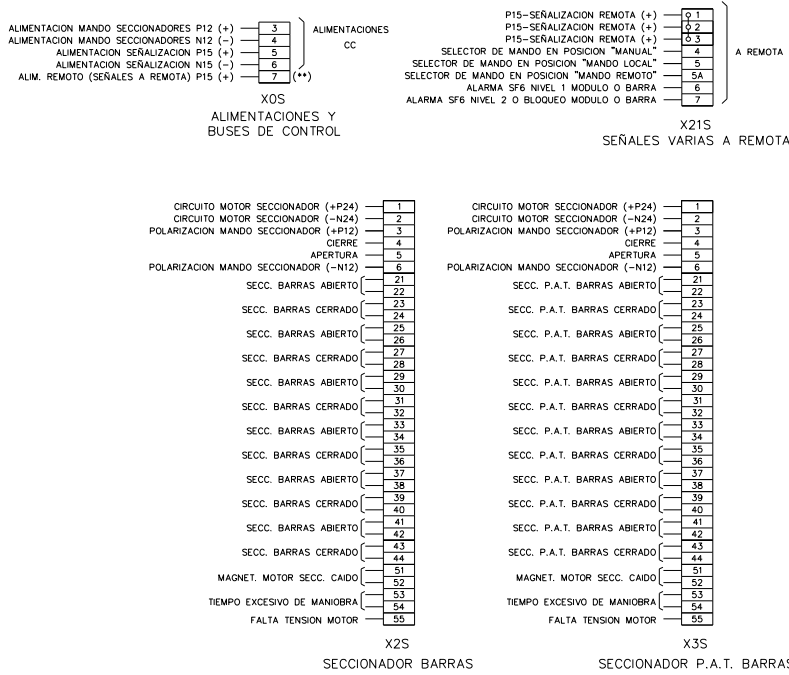 ALIMENTACION MANDO SECCIONADORES P12 (+) 3
ALIMENTACION MANDO SECCIONADORES N12 (-) 4
ALIMENTACION SEÑALIZACION P15 (+) 5
ALIMENTACION SEÑALIZACION N15 (-) 6
ALIM. REMOTO (SEÑALES A REMOTA) P15 (+) 7 (**)
ALIMENTACIONES
CC
X0S
ALIMENTACIONES Y
BUSES DE CONTROL
P15-SEÑALIZACION REMOTA (+) 1
P15-SEÑALIZACION REMOTA (+) 2
P15-SEÑALIZACION REMOTA (+) 3
SELECTOR DE MANDO EN POSICION "MANUAL" 4
SELECTOR DE MANDO EN POSICION "MANDO LOCAL" 5
SELECTOR DE MANDO EN POSICION "MANDO REMOTO" 5A
ALARMA SF6 NIVEL 1 MODULO O BARRA 6
ALARMA SF6 NIVEL 2 O BLOQUEO MODULO O BARRA 7
A REMOTA
X21S
SEÑALES VARIAS A REMOTA
CIRCUITO MOTOR SECCIONADOR (+P24) 1
CIRCUITO MOTOR SECCIONADOR (-N24) 2
POLARIZACION MANDO SECCIONADOR (+P12) 3
CIERRE 4
APERTURA 5
POLARIZACION MANDO SECCIONADOR (-N12) 6
SECC. BARRAS ABIERTO 21
22
SECC. BARRAS CERRADO 23
24
SECC. BARRAS ABIERTO 25
26
SECC. BARRAS CERRADO 27
28
SECC. BARRAS ABIERTO 29
30
SECC. BARRAS CERRADO 31
32
SECC. BARRAS ABIERTO 33
34
SECC. BARRAS CERRADO 35
36
SECC. BARRAS ABIERTO 37
38
SECC. BARRAS CERRADO 39
40
SECC. BARRAS ABIERTO 41
42
SECC. BARRAS CERRADO 43
44
MAGNET. MOTOR SECC. CAIDO 51
52
TIEMPO EXCESIVO DE MANIOBRA 53
54
FALTA TENSION MOTOR 55
X2S
SECCIONADOR BARRAS
CIRCUITO MOTOR SECCIONADOR (+P24) 1
CIRCUITO MOTOR SECCIONADOR (-N24) 2
POLARIZACION MANDO SECCIONADOR (+P12) 3
CIERRE 4
APERTURA 5
POLARIZACION MANDO SECCIONADOR (-N12) 6
SECC. P.A.T. BARRAS ABIERTO 21
22
SECC. P.A.T. BARRAS CERRADO 23
24
SECC. P.A.T. BARRAS ABIERTO 25
26
SECC. P.A.T. BARRAS CERRADO 27
28
SECC. P.A.T. BARRAS ABIERTO 29
30
SECC. P.A.T. BARRAS CERRADO 31
32
SECC. P.A.T. BARRAS ABIERTO 33
34
SECC. P.A.T. BARRAS CERRADO 35
36
SECC. P.A.T. BARRAS ABIERTO 37
38
SECC. P.A.T. BARRAS CERRADO 39
40
SECC. P.A.T. BARRAS ABIERTO 41
42
SECC. P.A.T. BARRAS CERRADO 43
44
MAGNET. MOTOR SECC. CAIDO 51
52
TIEMPO EXCESIVO DE MANIOBRA 53
54
FALTA TENSION MOTOR 55
X3S
SECCIONADOR P.A.T. BARRAS